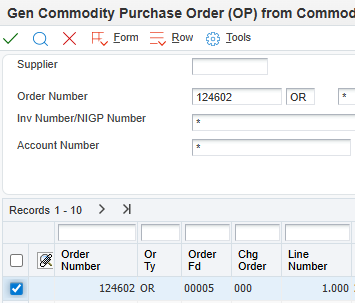 Gen Commodity Purchase Order (OP) from Commod
Form Row Tools
Supplier
Order Number 124602 OR *
Inv Number/NIGP Number *
Account Number *
Records 1 - 10
Order Number Or Ty Order Fd Chg Order Line Number
124602 OR 00005 000 1.000